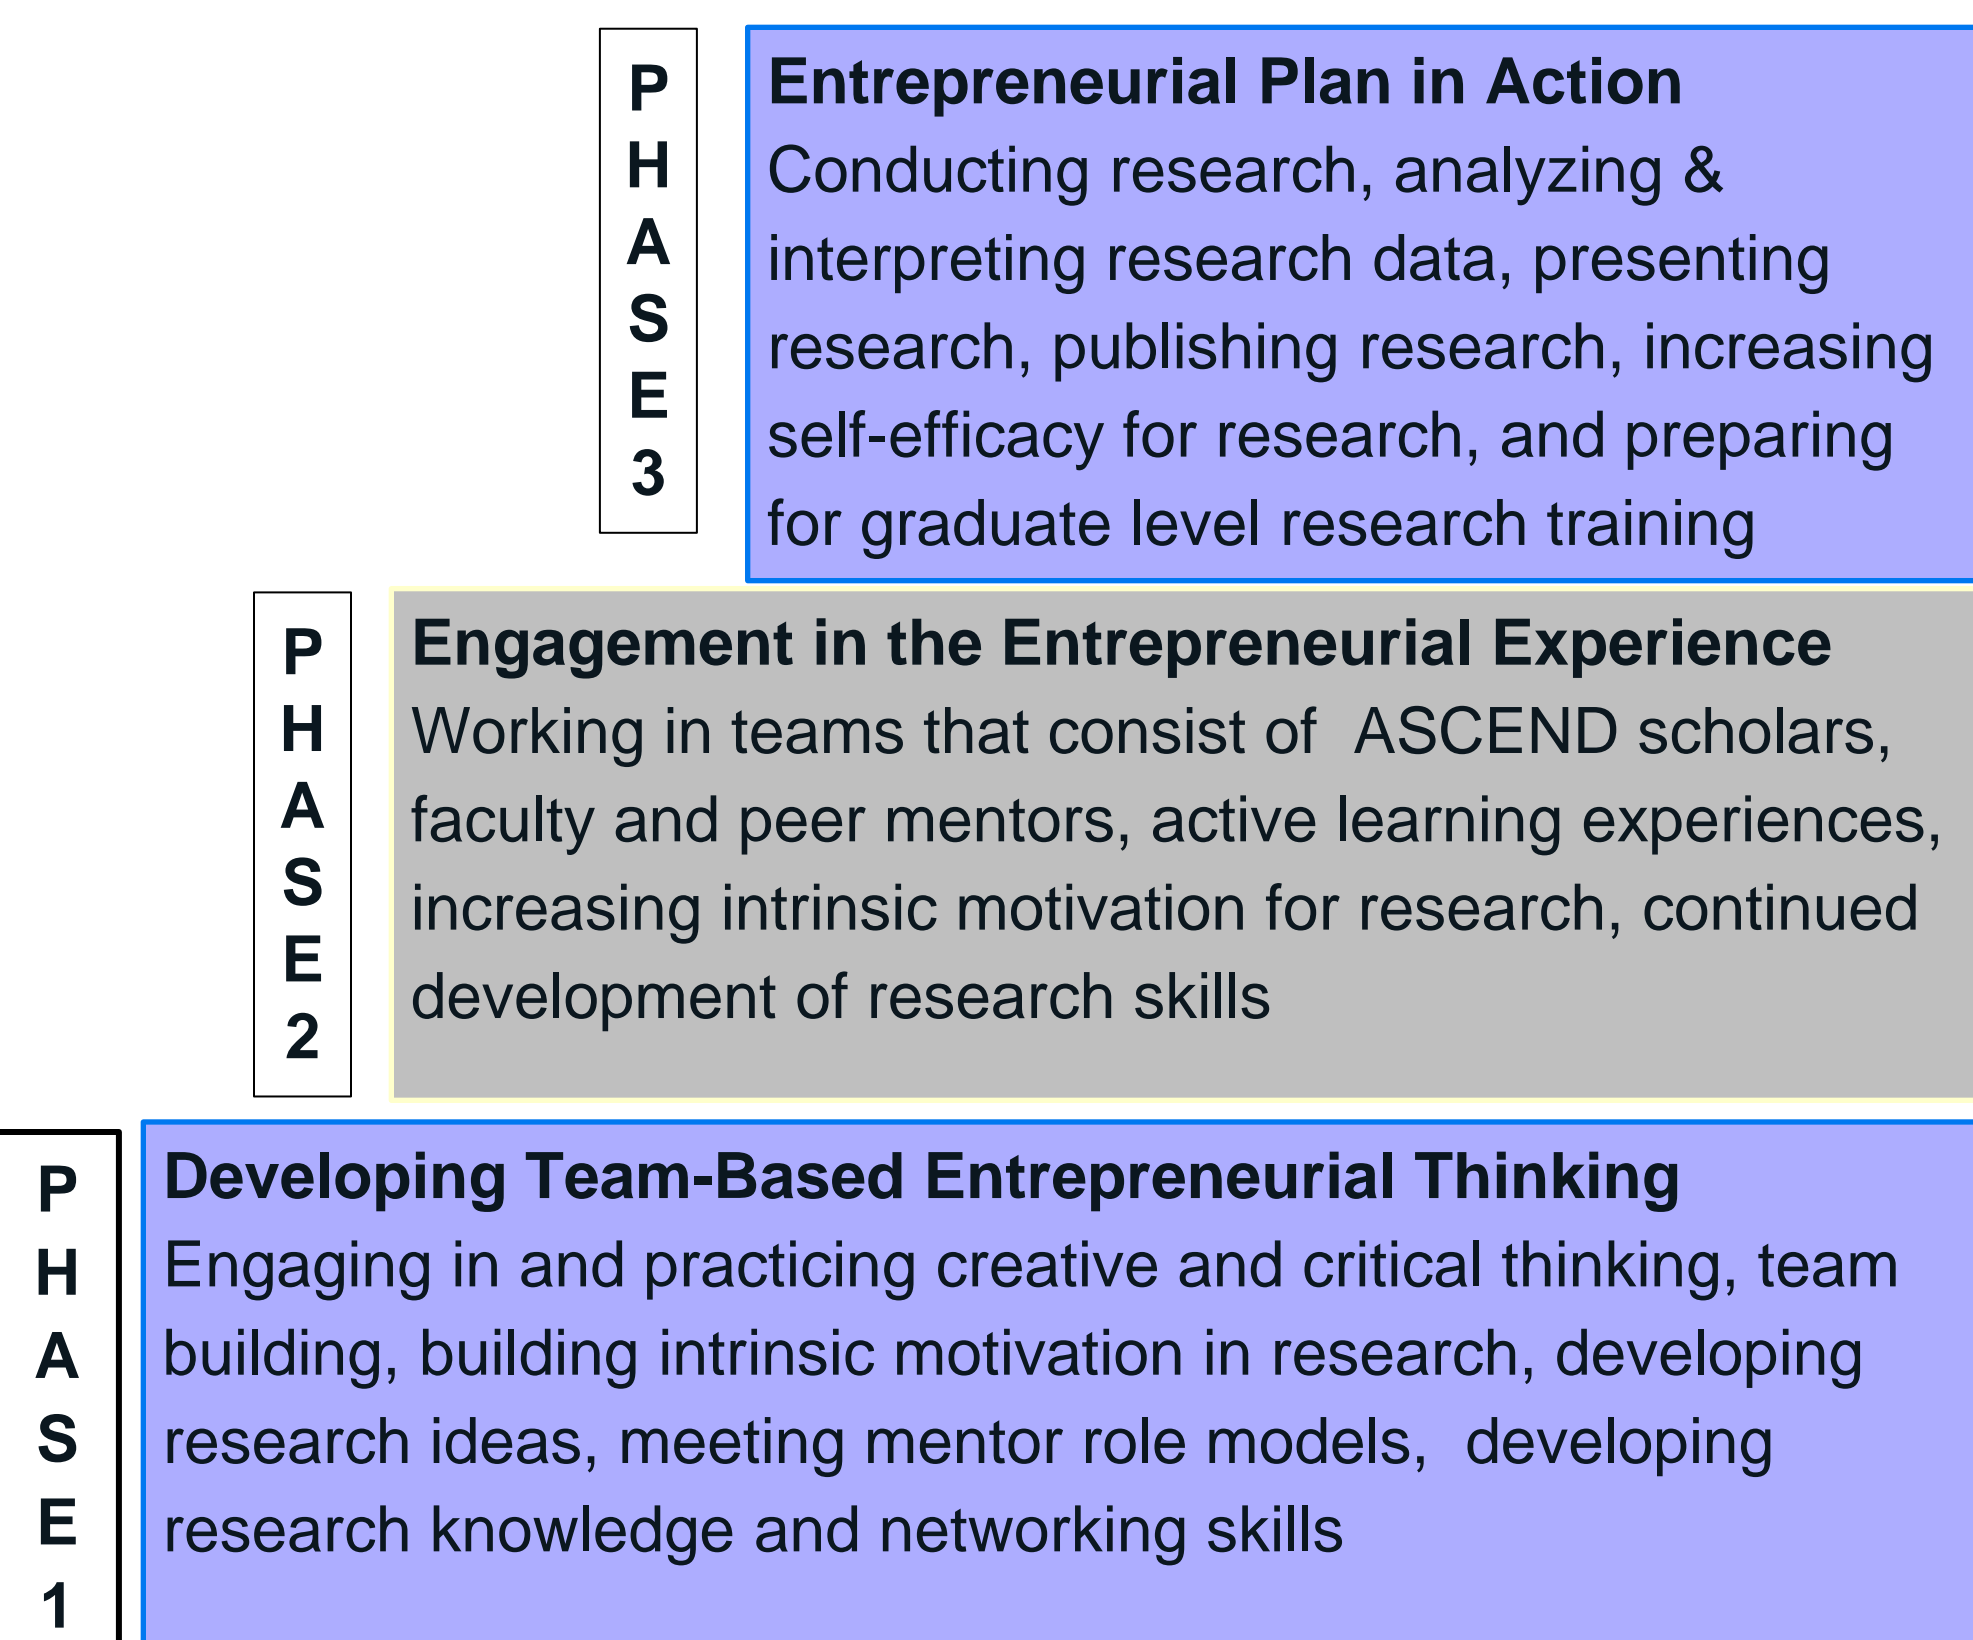 P
H
A
S
E
3
Entrepreneurial Plan in Action
Conducting research, analyzing &
interpreting research data, presenting
research, publishing research, increasing
self-efficacy for research, and preparing
for graduate level research training
P
H
A
S
E
2
Engagement in the Entrepreneurial Experience
Working in teams that consist of  ASCEND scholars,
faculty and peer mentors, active learning experiences,
increasing intrinsic motivation for research, continued
development of research skills
P
H
A
S
E
1
Developing Team-Based Entrepreneurial Thinking
Engaging in and practicing creative and critical thinking, team
building, building intrinsic motivation in research, developing
research ideas, meeting mentor role models,  developing
research knowledge and networking skills